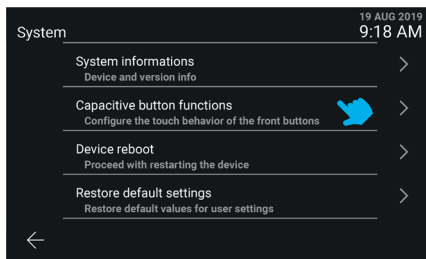 19 AUG 2019
System
9:18 AM
System informations
Device and version info
Capacitive button functions
Configure the touch behavior of the front buttons
Device reboot
Proceed with restarting the device
Restore default settings
Restore default values for user settings